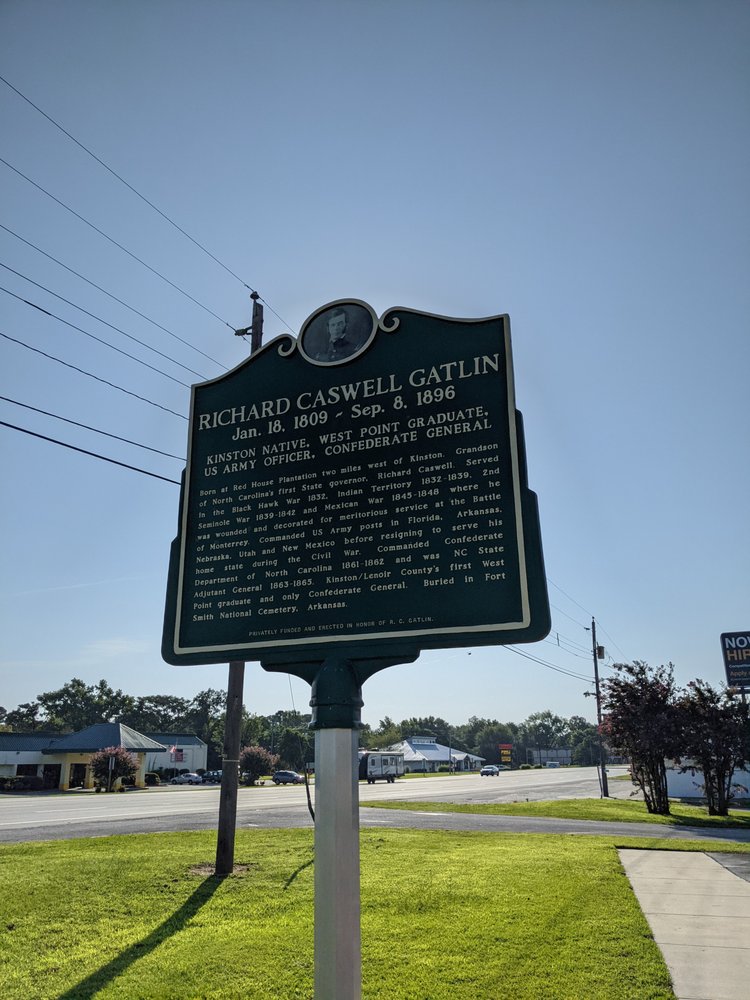 RICHARD CASWELL GATLIN
Jan. 18, 1809 ~ Sep. 8, 1896
KINSTON NATIVE, WEST POINT GRADUATE,
US ARMY OFFICER, CONFEDERATE GENERAL
Born at Red House Plantation two miles west of Kinston. Grandson
of North Carolina's first State governor, Richard Caswell. Served
in the Black Hawk War 1832, Indian Territory 1832-1839, 2nd
Seminole War 1839-1842 and Mexican War 1845-1848 where he
was wounded and decorated for meritorious service at the Battle
of Monterey. Commanded US Army posts in Florida, Arkansas,
Nebraska, Utah and New Mexico before resigning to serve his
home state during the Civil War. Commanded Confederate
Department of North Carolina 1861-1862 and was NC State
Adjutant General 1863-1865. Kinston/Lenoir County's first West
Point graduate and only Confederate General. Buried in Fort
Smith National Cemetery, Arkansas.
PRIVATELY FUNDED AND ERECTED IN HONOR OF R. C. GATLIN.
NOW
HIR
Apply